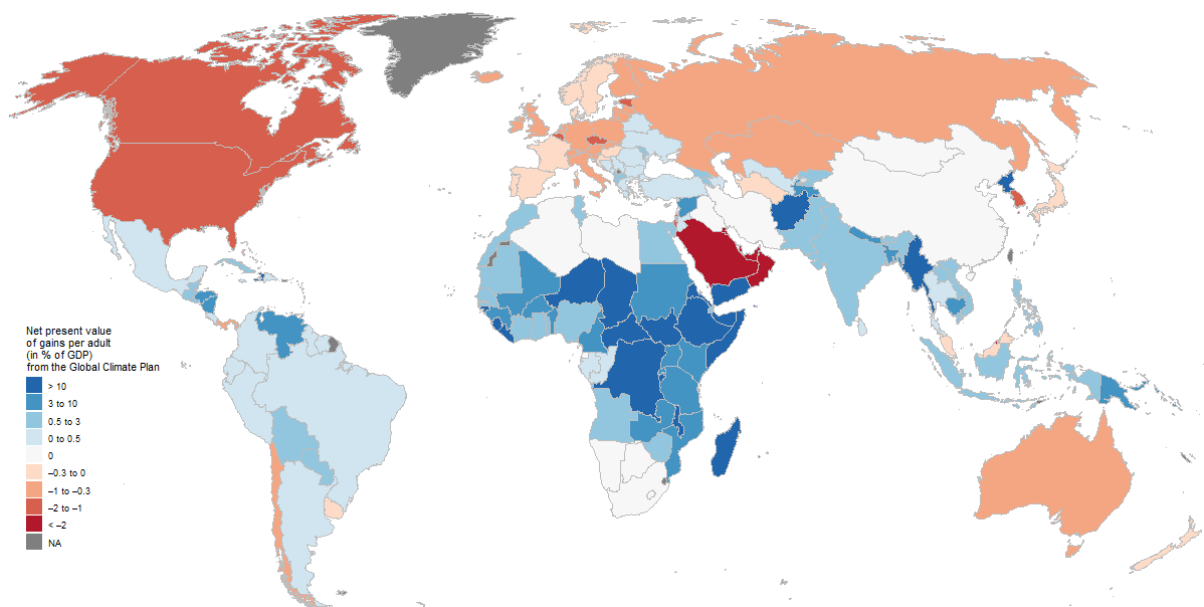 Net present value
of gains per adult
(in % of GDP)
from the Global Climate Plan
> 10
3 to 10
0.5 to 3
0 to 0.5
0
–0.3 to 0
–1 to –0.3
–2 to –1
< –2
NA